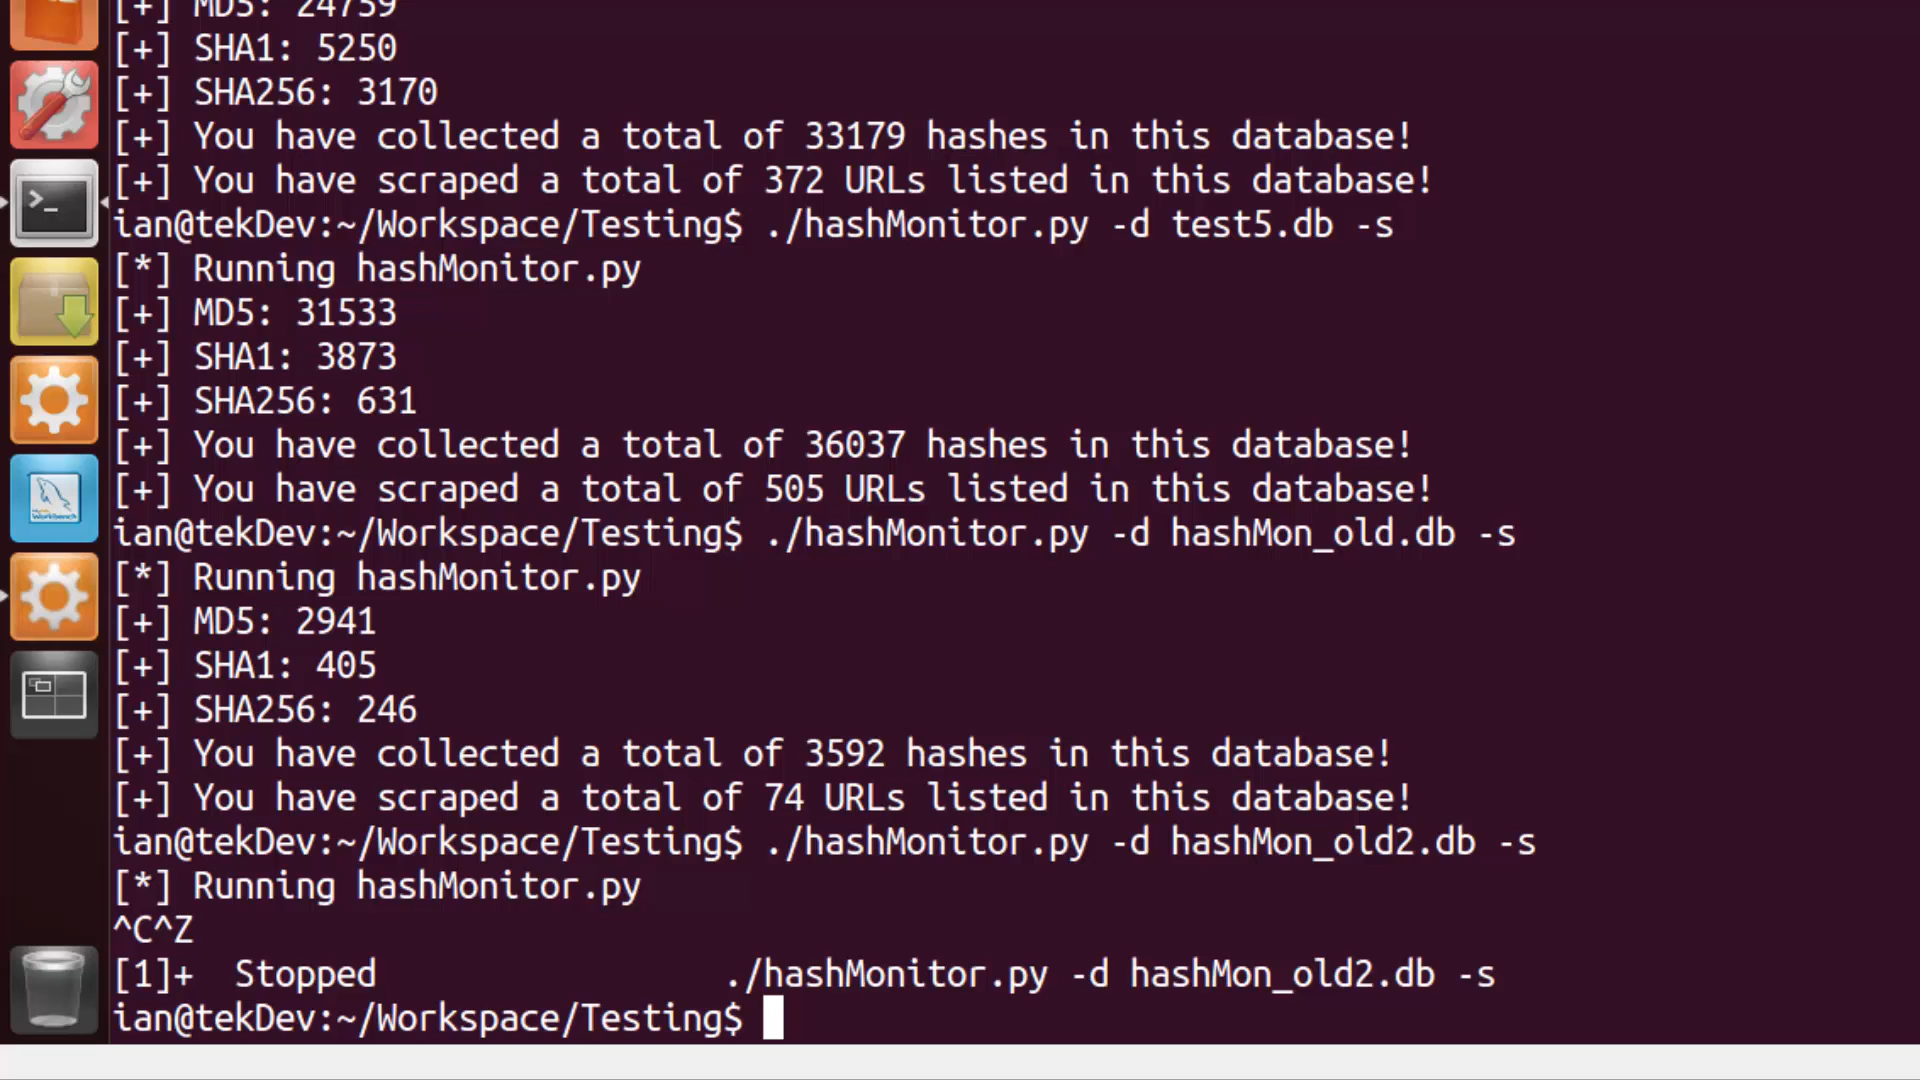 [+] MD5: 24759
[+] SHA1: 5250
[+] SHA256: 3170
[+] You have collected a total of 33179 hashes in this database!
[+] You have scraped a total of 372 URLs listed in this database!
ian@tekDev:~/Workspace/Testing$ ./hashMonitor.py -d test5.db -s
[*] Running hashMonitor.py
[+] MD5: 31533
[+] SHA1: 3873
[+] SHA256: 631
[+] You have collected a total of 36037 hashes in this database!
[+] You have scraped a total of 505 URLs listed in this database!
ian@tekDev:~/Workspace/Testing$ ./hashMonitor.py -d hashMon_old.db -s
[*] Running hashMonitor.py
[+] MD5: 2941
[+] SHA1: 405
[+] SHA256: 246
[+] You have collected a total of 3592 hashes in this database!
[+] You have scraped a total of 74 URLs listed in this database!
ian@tekDev:~/Workspace/Testing$ ./hashMonitor.py -d hashMon_old2.db -s
[*] Running hashMonitor.py
^C^Z
[1]+  Stopped                 ./hashMonitor.py -d hashMon_old2.db -s
ian@tekDev:~/Workspace/Testing$
>_
Workbench